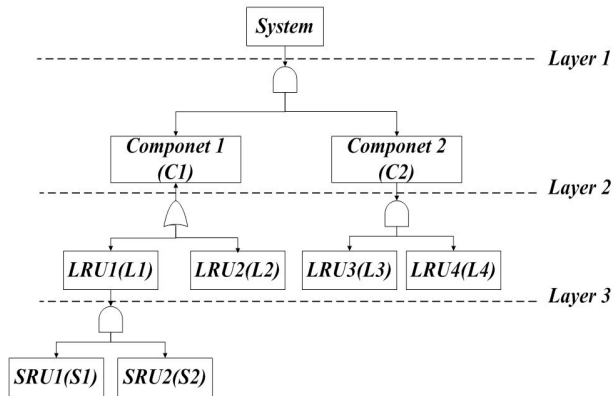 System
Layer 1
Componet 1
(C1)
Componet 2
(C2)
Layer 2
LRU1(L1)
LRU2(L2)
LRU3(L3)
LRU4(L4)
Layer 3
SRU1(S1)
SRU2(S2)